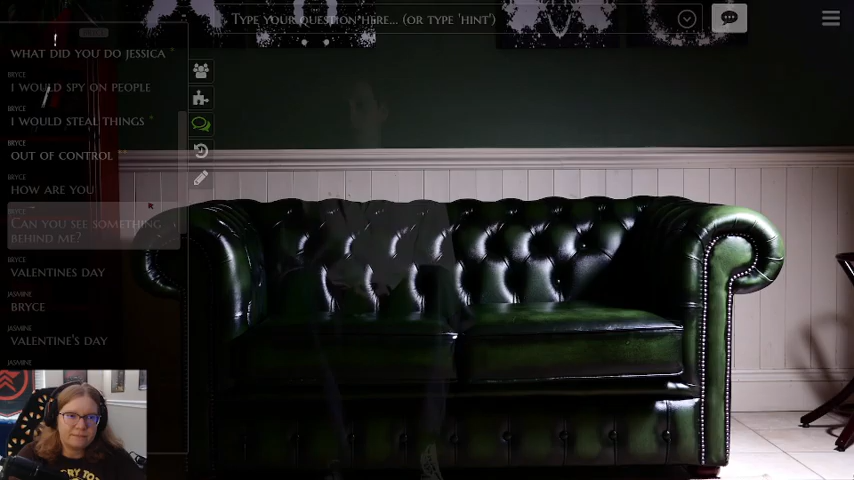 Type your question here... (or type 'hint')
WHAT DID YOU DO JESSICA
BRYCE
I WOULD SPY ON PEOPLE
BRYCE
I WOULD STEAL THINGS
BRYCE
OUT OF CONTROL
BRYCE
HOW ARE YOU
BRYCE
CAN YOU SEE SOMETHING
BEHIND ME?
BRYCE
VALENTINES DAY
JASMINE
BRYCE
JASMINE
VALENTINE'S DAY
JASMINE